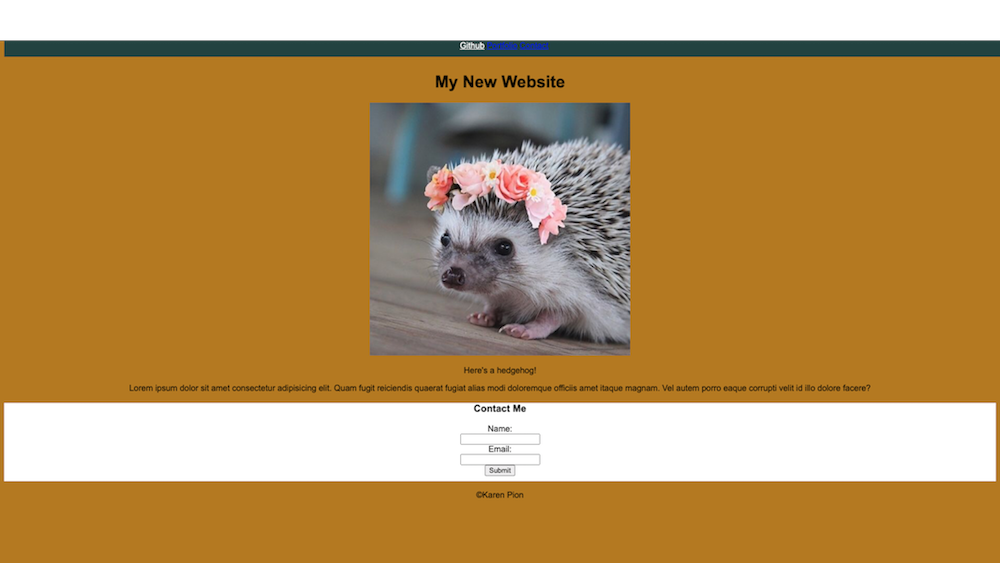 Github Portfolio Contact
My New Website
Here's a hedgehog!
Lorem ipsum dolor sit amet consectetur adipisicing elit. Quam fugit reiciendis quaerat fugiat alias modi doloremque officiis amet itaque magnam. Vel autem porro eaque corrupti velit id illo dolore facere?
Contact Me
Name:
Email:
Submit
©Karen Pion